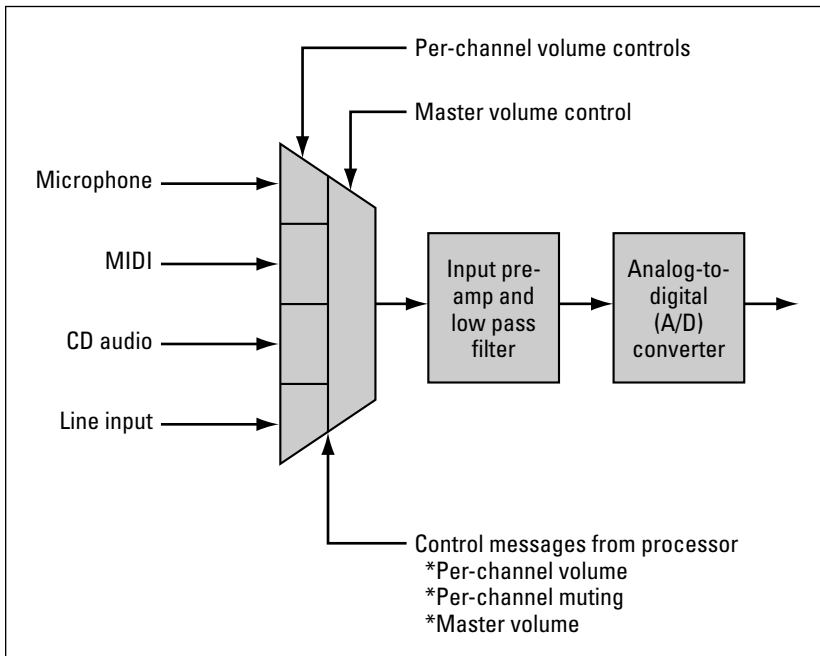 Per-channel volume controls
Master volume control
Microphone
MIDI
CD audio
Line input
Input pre-
amp and
low pass
filter
Analog-to-
digital
(A/D)
converter
Control messages from processor
*Per-channel volume
*Per-channel muting
*Master volume